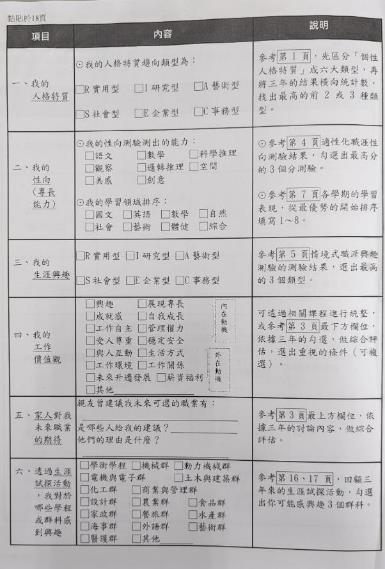 黏貼於18頁
項目
內容
說明
一、我的
人格特質
⊙我的人格特質趨向類型為：
□R 實用型 □I 研究型 □A 藝術型
□S 社會型 □E 企業型 □C 事務型
參考第 1 頁，先區分「個性
人格特質」成六大類型，再
將三年的結果橫向統計數，
找出最高的前 2 或 3 種類
型。
二、我的
性向
（專長
能力）
⊙我的性向測驗測出的能力：
□語文 □數學 □科學推理
□觀察 □邏輯推理 □空間
□美感 □創意
⊙我的學習領域排序：
□國文 □英語 □數學 □自然
□社會 □藝術 □健體 □綜合
⊙參考第 4 頁適性化職涯性
向測驗結果，勾選出最高分
的 3 個分測驗。
⊙參考第 7 頁各學期的學習
表現，從最優勢的開始排序
填寫 1~8。
三、我的
生涯興趣
□R 實用型 □I 研究型 □A 藝術型
□S 社會型 □E 企業型 □C 事務型
參考第 5 頁情境式職涯興趣
測驗的測驗結果，選出最高
的 3 個類型。
四、我的
工作
價值觀
□興趣 □展現專長
□成就感 □自我成長
□工作自主 □管理權力
□受人尊重 □穩定安全
□與人互動 □生活方式
□工作環境 □工作關係
□未來升遷發展 □薪資福利
□其他
內在動機
外在動機
可透過相關課程進行統整，
或參考第 3 頁最下方欄位，
依據三年的勾選，做綜合評
估，選出重視的條件（可複
選）。
五、家人對我
未來職業
的期待
親友曾建議我未來可選的職業有：
是哪些人給我的建議？
他們的理由是什麼？
參考第 3 頁最上方欄位，依
據三年的討論內容，做綜合
評估。
六、透過生涯
試探活動
，我對於
哪些學程
或群科感
到興趣
□學術學程 □機械群 □動力機械群
□電機與電子群 □土木與建築群
□化工群 □商業與管理群
□設計群 □農業群 □食品群
□家政群 □餐旅群 □水產群
□海事群 □外語群 □藝術群
□醫護群 □其他
參考第 16、17 頁，回顧三
年來的生涯試探活動，勾選
出你可能感興趣 3 個群科。